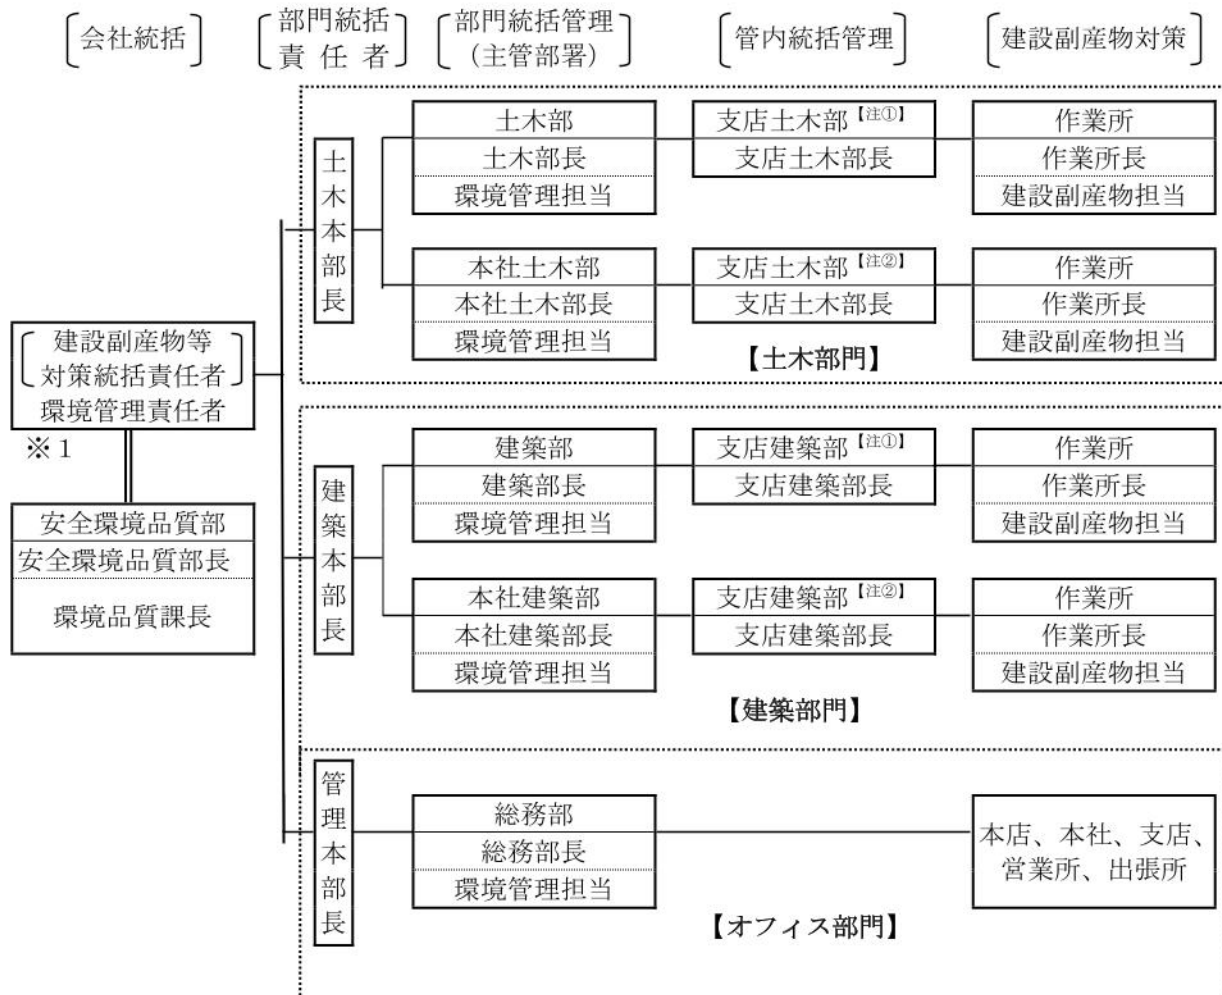 会社統括
部門統括
責任者
部門統括管理
（主管部署）
管内統括管理
建設副産物対策
土木本部長
土木部
土木部長
環境管理担当
支店土木部【注①】
支店土木部長
作業所
作業所長
建設副産物担当
本社土木部
本社土木部長
環境管理担当
支店土木部【注②】
支店土木部長
作業所
作業所長
建設副産物担当
【土木部門】
建設副産物等
対策統括責任者
環境管理責任者
※１
安全環境品質部
安全環境品質部長
環境品質課長
建築本部長
建築部
建築部長
環境管理担当
支店建築部【注①】
支店建築部長
作業所
作業所長
建設副産物担当
本社建築部
本社建築部長
環境管理担当
支店建築部【注②】
支店建築部長
作業所
作業所長
建設副産物担当
【建築部門】
管理本部長
総務部
総務部長
環境管理担当
本店、本社、支店、
営業所、出張所
【オフィス部門】